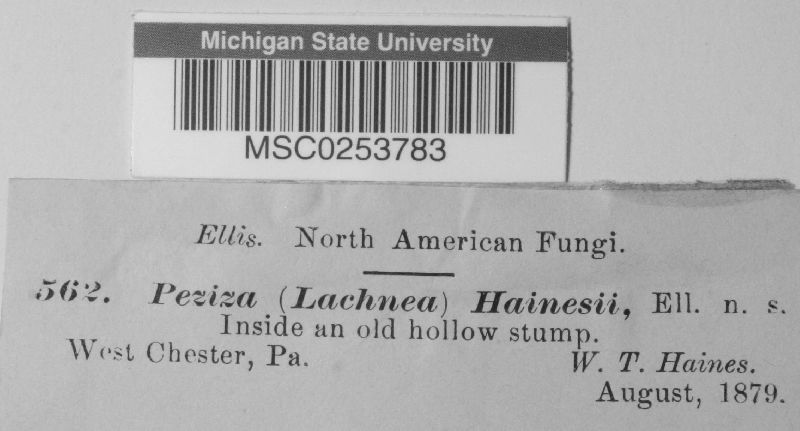 Michigan State University
MSC0253783
Ellis. North American Fungi.
562. Peziza (Lachnea) Hainesii, Ell. n. s.
Inside an old hollow stump.
West Chester, Pa. W. T. Haines.
August, 1879.